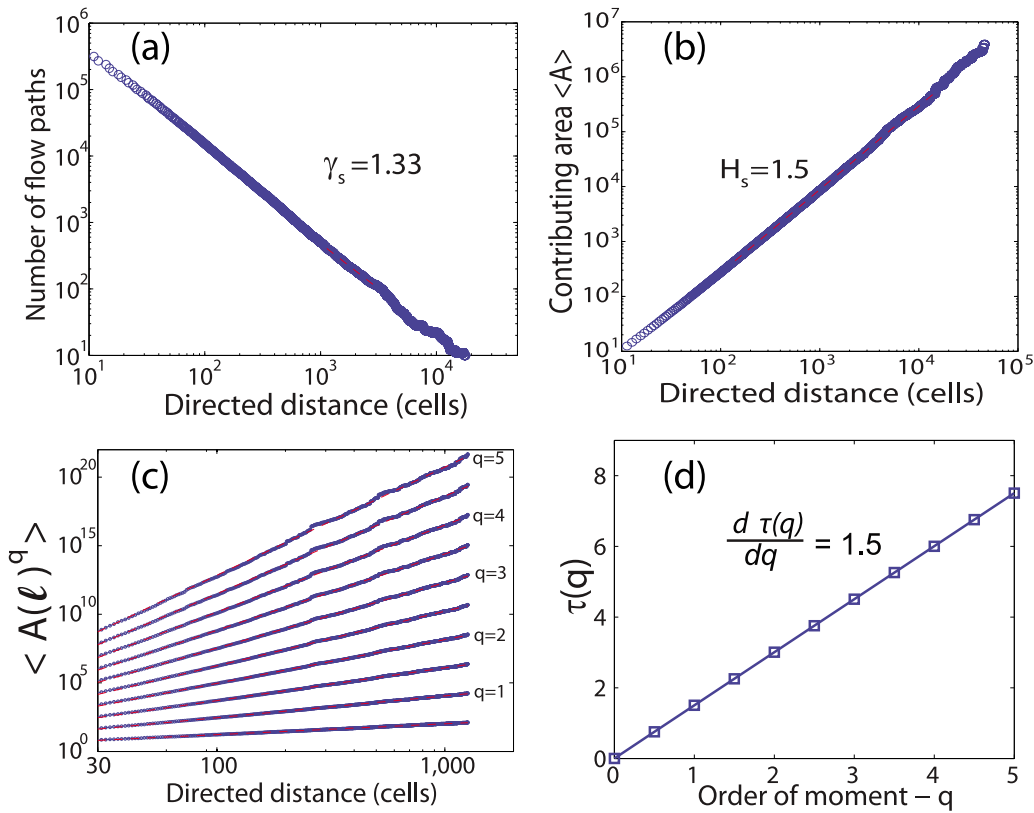 (a)
Number of flow paths
10^6
10^5
10^4
10^3
10^2
10^1
γ_s=1.33
10^1 10^2 10^3 10^4
Directed distance (cells)
(b)
Contributing area <A>
10^7
10^6
10^5
10^4
10^3
10^2
10^1
H_s=1.5
10^1 10^2 10^3 10^4 10^5
Directed distance (cells)
(c)
< A(ℓ)^q >
10^20
10^15
10^10
10^5
10^0
q=5
q=4
q=3
q=2
q=1
30 100 1,000
Directed distance (cells)
(d)
τ(q)
8
6
4
2
0
d τ(q)
dq
= 1.5
0 1 2 3 4 5
Order of moment – q